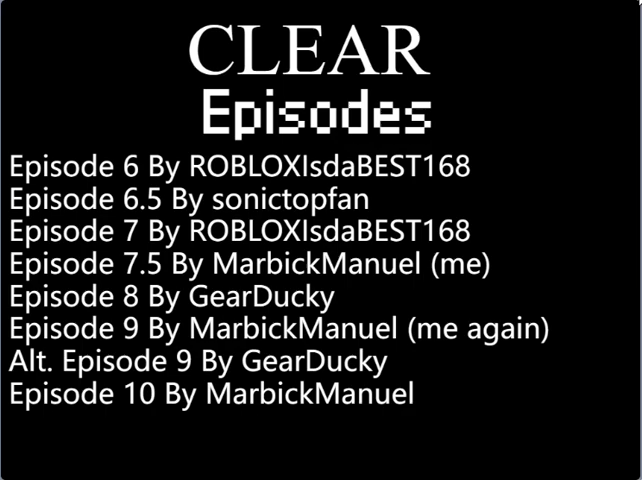 CLEAR
Episodes
Episode 6 By ROBLOXIsdaBEST168
Episode 6.5 By sonictopfan
Episode 7 By ROBLOXIsdaBEST168
Episode 7.5 By MarbickManuel (me)
Episode 8 By GearDucky
Episode 9 By MarbickManuel (me again)
Alt. Episode 9 By GearDucky
Episode 10 By MarbickManuel